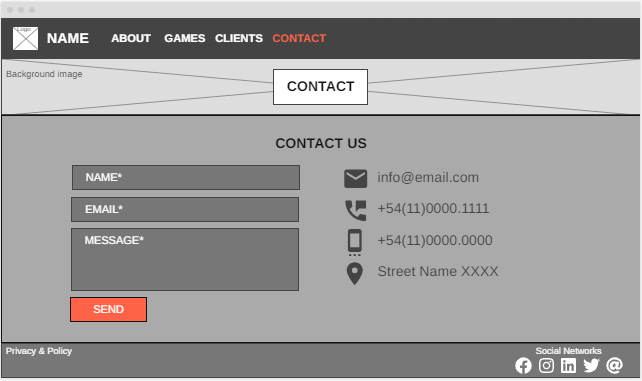 Logo
NAME
ABOUT
GAMES
CLIENTS
CONTACT
Background image
CONTACT
CONTACT US
NAME*
EMAIL*
MESSAGE*
SEND
info@email.com
+54(11)0000.1111
+54(11)0000.0000
Street Name XXXX
Privacy & Policy
Social Networks